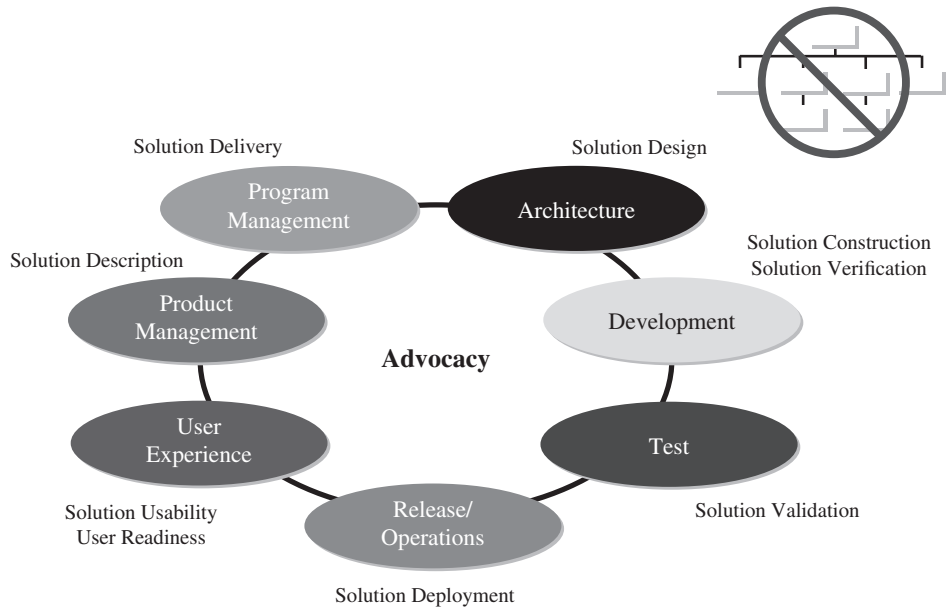 Solution Delivery
Solution Design
Program
Management
Architecture
Solution Construction
Solution Verification
Solution Description
Product
Management
Development
Advocacy
User
Experience
Test
Solution Usability
User Readiness
Release/
Operations
Solution Validation
Solution Deployment